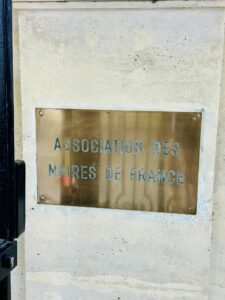 ASSOCIATION DES
MAIRES DE FRANCE